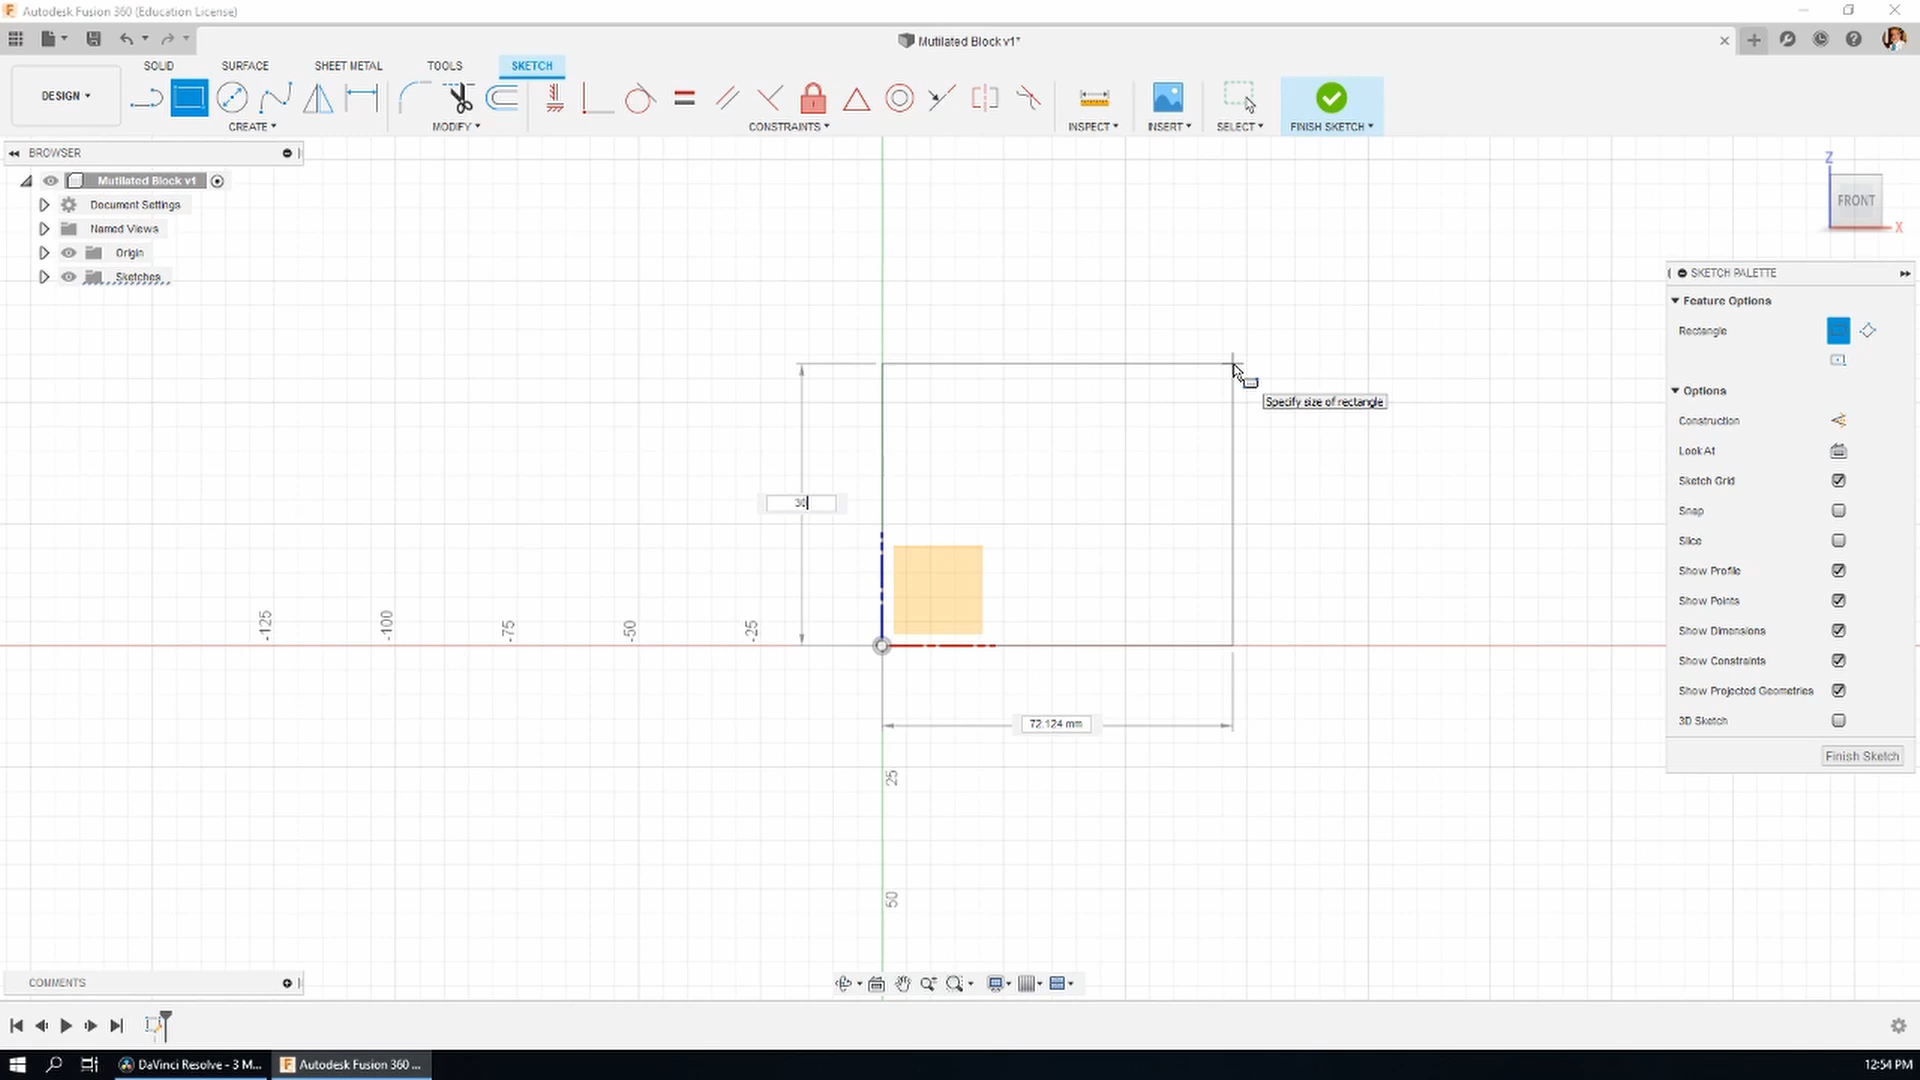 Autodesk Fusion 360 (Education License)
Mutilated Block v1*
SOLID SURFACE SHEET METAL TOOLS SKETCH
DESIGN
CREATE MODIFY CONSTRAINTS INSPECT INSERT SELECT FINISH SKETCH
BROWSER
Mutilated Block v1
Document Settings
Named Views
Origin
Sketches
Z
FRONT
X
SKETCH PALETTE
Feature Options
Rectangle
Options
Construction
Look At
Sketch Grid
Snap
Slice
Show Profile
Show Points
Show Dimensions
Show Constraints
Show Projected Geometries
3D Sketch
Finish Sketch
Specify size of rectangle
30
-125 -100 -75 -50 -25
72.124 mm
25
50
COMMENTS
DaVinci Resolve - 3 M...
Autodesk Fusion 360 ...
12:54 PM